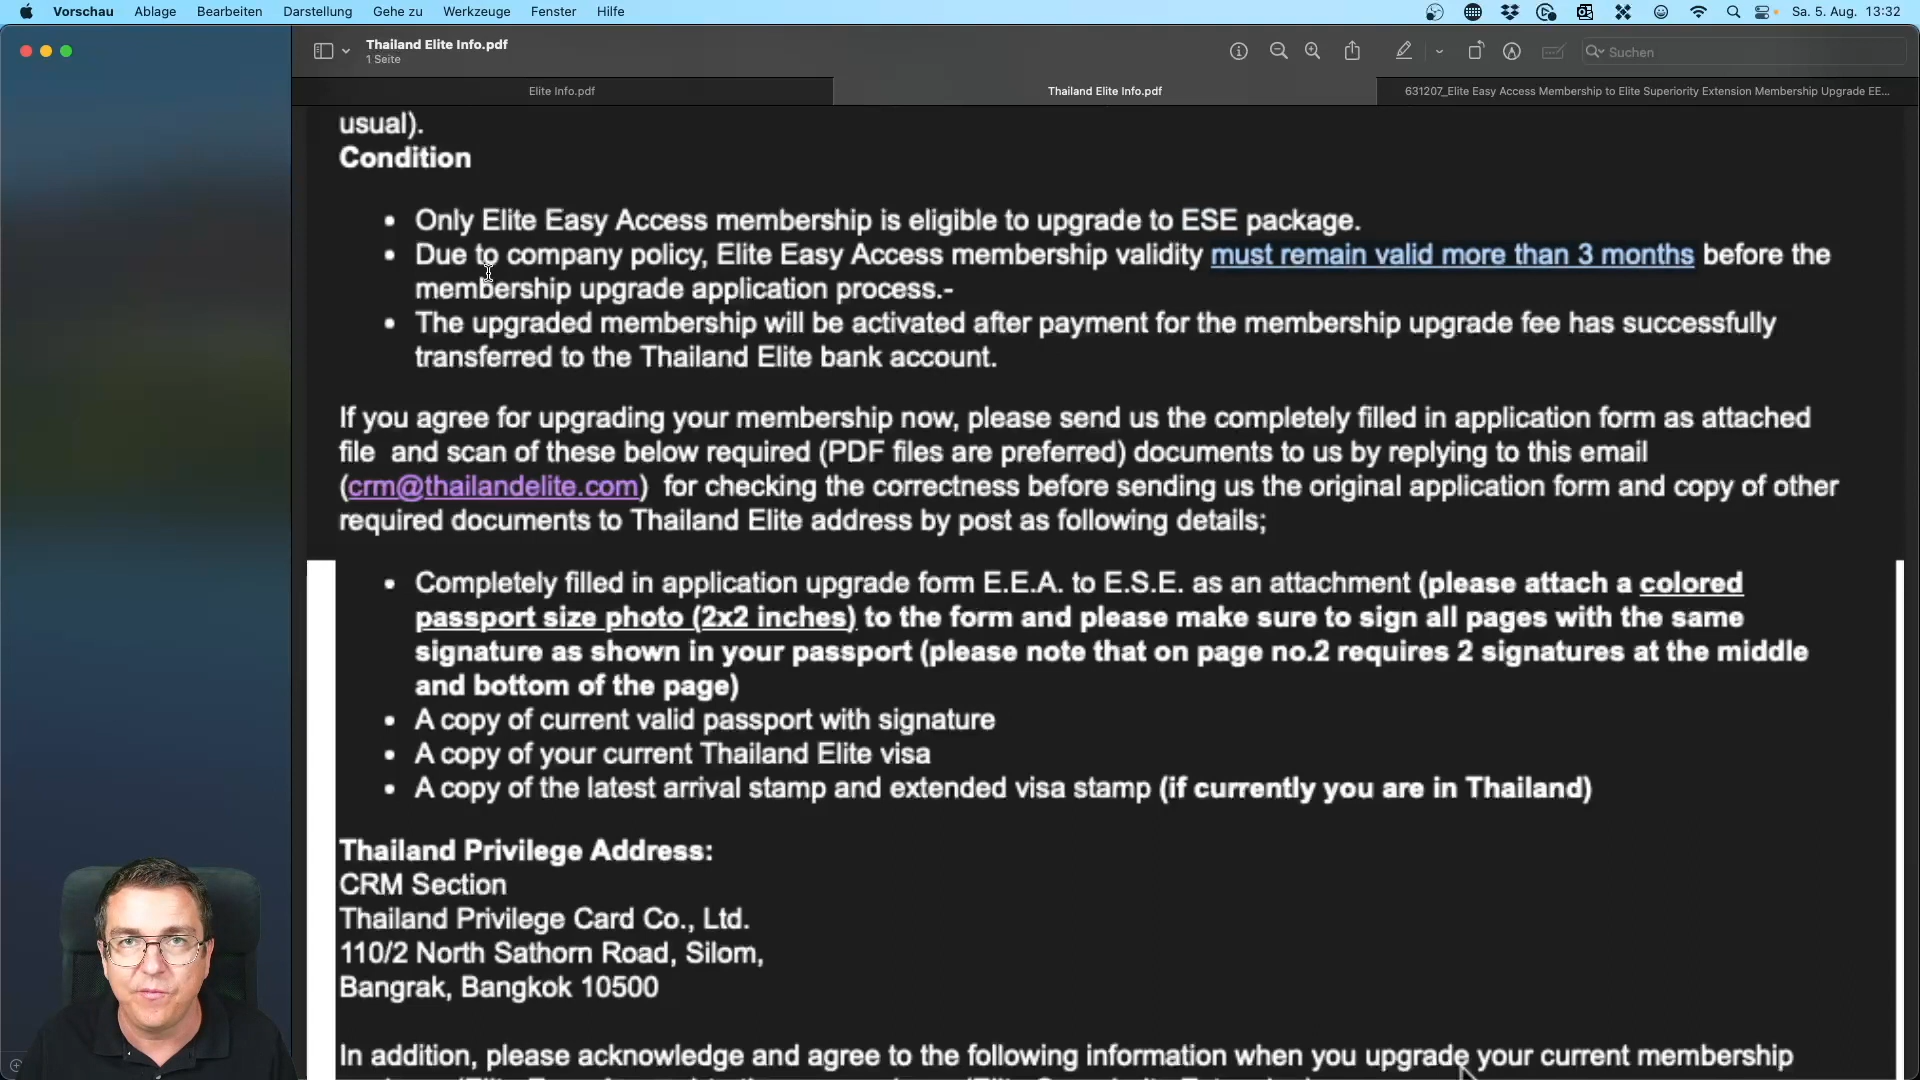 Vorschau Ablage Bearbeiten Darstellung Gehe zu Werkzeuge Fenster Hilfe Sa. 5. Aug. 13:32
Thailand Elite Info.pdf
1 Seite
Suchen
Elite Info.pdf Thailand Elite Info.pdf 631207_Elite Easy Access Membership to Elite Superiority Extension Membership Upgrade EE...
usual).
Condition
• Only Elite Easy Access membership is eligible to upgrade to ESE package.
• Due to company policy, Elite Easy Access membership validity must remain valid more than 3 months before the
membership upgrade application process.-
• The upgraded membership will be activated after payment for the membership upgrade fee has successfully
transferred to the Thailand Elite bank account.
If you agree for upgrading your membership now, please send us the completely filled in application form as attached
file and scan of these below required (PDF files are preferred) documents to us by replying to this email
(crm@thailandelite.com) for checking the correctness before sending us the original application form and copy of other
required documents to Thailand Elite address by post as following details;
• Completely filled in application upgrade form E.E.A. to E.S.E. as an attachment (please attach a colored
passport size photo (2x2 inches) to the form and please make sure to sign all pages with the same
signature as shown in your passport (please note that on page no.2 requires 2 signatures at the middle
and bottom of the page)
• A copy of current valid passport with signature
• A copy of your current Thailand Elite visa
• A copy of the latest arrival stamp and extended visa stamp (if currently you are in Thailand)
Thailand Privilege Address:
CRM Section
Thailand Privilege Card Co., Ltd.
110/2 North Sathorn Road, Silom,
Bangrak, Bangkok 10500
In addition, please acknowledge and agree to the following information when you upgrade your current membership